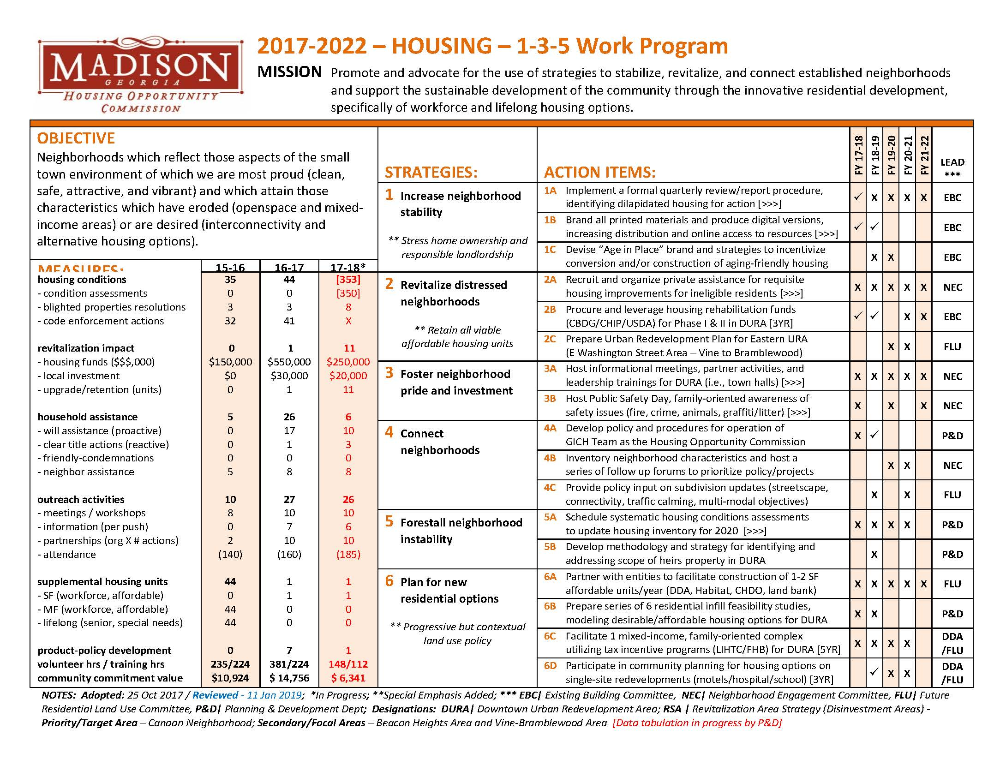 MADISON
GEORGIA
HOUSING OPPORTUNITY
COMMISSION
2017-2022 – HOUSING – 1-3-5 Work Program
MISSION Promote and advocate for the use of strategies to stabilize, revitalize, and connect established neighborhoods
and support the sustainable development of the community through the innovative residential development,
specifically of workforce and lifelong housing options.
OBJECTIVE
Neighborhoods which reflect those aspects of the small
town environment of which we are most proud (clean,
safe, attractive, and vibrant) and which attain those
characteristics which have eroded (openspace and mixed-
income areas) or are desired (interconnectivity and
alternative housing options).
MEASURES: 15-16 16-17 17-18*
housing conditions 35 44 [353]
- condition assessments 0 0 [350]
- blighted properties resolutions 3 3 8
- code enforcement actions 32 41 X
revitalization impact 0 1 11
- housing funds ($$$,000) $150,000 $550,000 $250,000
- local investment $0 $30,000 $20,000
- upgrade/retention (units) 0 1 11
household assistance 5 26 6
- will assistance (proactive) 0 17 10
- clear title actions (reactive) 0 1 3
- friendly-condemnations 0 0 0
- neighbor assistance 5 8 8
outreach activities 10 27 26
- meetings / workshops 8 10 10
- information (per push) 0 7 6
- partnerships (org X # actions) 2 10 10
- attendance (140) (160) (185)
supplemental housing units 44 1 1
- SF (workforce, affordable) 0 1 1
- MF (workforce, affordable) 44 0 0
- lifelong (senior, special needs) 44 0 0
product-policy development 0 7 1
volunteer hrs / training hrs 235/224 381/224 148/112
community commitment value $10,924 $ 14,756 $ 6,341
STRATEGIES:
1 Increase neighborhood
stability
** Stress home ownership and
responsible landlordship
2 Revitalize distressed
neighborhoods
** Retain all viable
affordable housing units
3 Foster neighborhood
pride and investment
4 Connect
neighborhoods
5 Forestall neighborhood
instability
6 Plan for new
residential options
** Progressive but contextual
land use policy
ACTION ITEMS: FY 17-18 FY 18-19 FY 19-20 FY 20-21 FY 21-22 LEAD
***
1A Implement a formal quarterly review/report procedure,
identifying dilapidated housing for action [>>>] ✓ X X X X EBC
1B Brand all printed materials and produce digital versions,
increasing distribution and online access to resources [>>>] ✓ ✓ EBC
1C Devise “Age in Place” brand and strategies to incentivize
conversion and/or construction of aging-friendly housing X X EBC
2A Recruit and organize private assistance for requisite
housing improvements for ineligible residents [>>>] X X X X X NEC
2B Procure and leverage housing rehabilitation funds
(CBDG/CHIP/USDA) for Phase I & II in DURA [3YR] ✓ ✓ X X EBC
2C Prepare Urban Redevelopment Plan for Eastern URA
(E Washington Street Area – Vine to Bramblewood) X X FLU
3A Host informational meetings, partner activities, and
leadership trainings for DURA (i.e., town halls) [>>>] X X X X X NEC
3B Host Public Safety Day, family-oriented awareness of
safety issues (fire, crime, animals, graffiti/litter) [>>>] X X X NEC
4A Develop policy and procedures for operation of
GICH Team as the Housing Opportunity Commission X ✓ P&D
4B Inventory neighborhood characteristics and host a
series of follow up forums to prioritize policy/projects X X NEC
4C Provide policy input on subdivision updates (streetscape,
connectivity, traffic calming, multi-modal objectives) X X FLU
5A Schedule systematic housing conditions assessments
to update housing inventory for 2020 [>>>] X X X X P&D
5B Develop methodology and strategy for identifying and
addressing scope of heirs property in DURA X P&D
6A Partner with entities to facilitate construction of 1-2 SF
affordable units/year (DDA, Habitat, CHDO, land bank) X X X X X FLU
6B Prepare series of 6 residential infill feasibility studies,
modeling desirable/affordable housing options for DURA X X P&D
6C Facilitate 1 mixed-income, family-oriented complex
utilizing tax incentive programs (LIHTC/FHB) for DURA [5YR] X X X X DDA
/FLU
6D Participate in community planning for housing options on
single-site redevelopments (motels/hospital/school) [3YR] ✓ X X DDA
/FLU
NOTES: Adopted: 25 Oct 2017 / Reviewed - 11 Jan 2019; *In Progress; **Special Emphasis Added; *** EBC/ Existing Building Committee, NEC/ Neighborhood Engagement Committee, FLU/ Future
Residential Land Use Committee, P&D/ Planning & Development Dept; Designations: DURA/ Downtown Urban Redevelopment Area; RSA / Revitalization Area Strategy (Disinvestment Areas) -
Priority/Target Area – Canaan Neighborhood; Secondary/Focal Areas – Beacon Heights Area and Vine-Bramblewood Area [Data tabulation in progress by P&D]